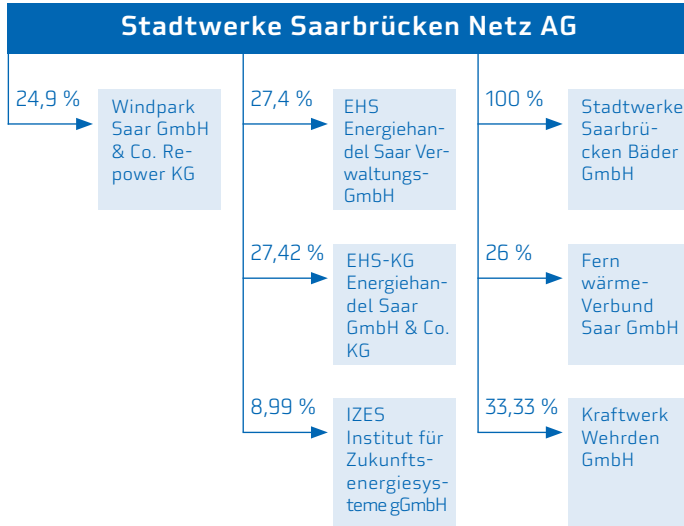 Stadtwerke Saarbrücken Netz AG
24,9 %
Windpark
Saar GmbH
& Co. Re-
power KG
27,4 %
EHS
Energiehan-
del Saar Ver-
waltungs-
GmbH
27,42 %
EHS-KG
Energiehan-
del Saar
GmbH & Co.
KG
8,99 %
IZES
Institut für
Zukunfts-
energiesys-
teme gGmbH
100 %
Stadtwerke
Saarbrü-
cken Bäder
GmbH
26 %
Fern
wärme-
Verbund
Saar GmbH
33,33 %
Kraftwerk
Wehrden
GmbH